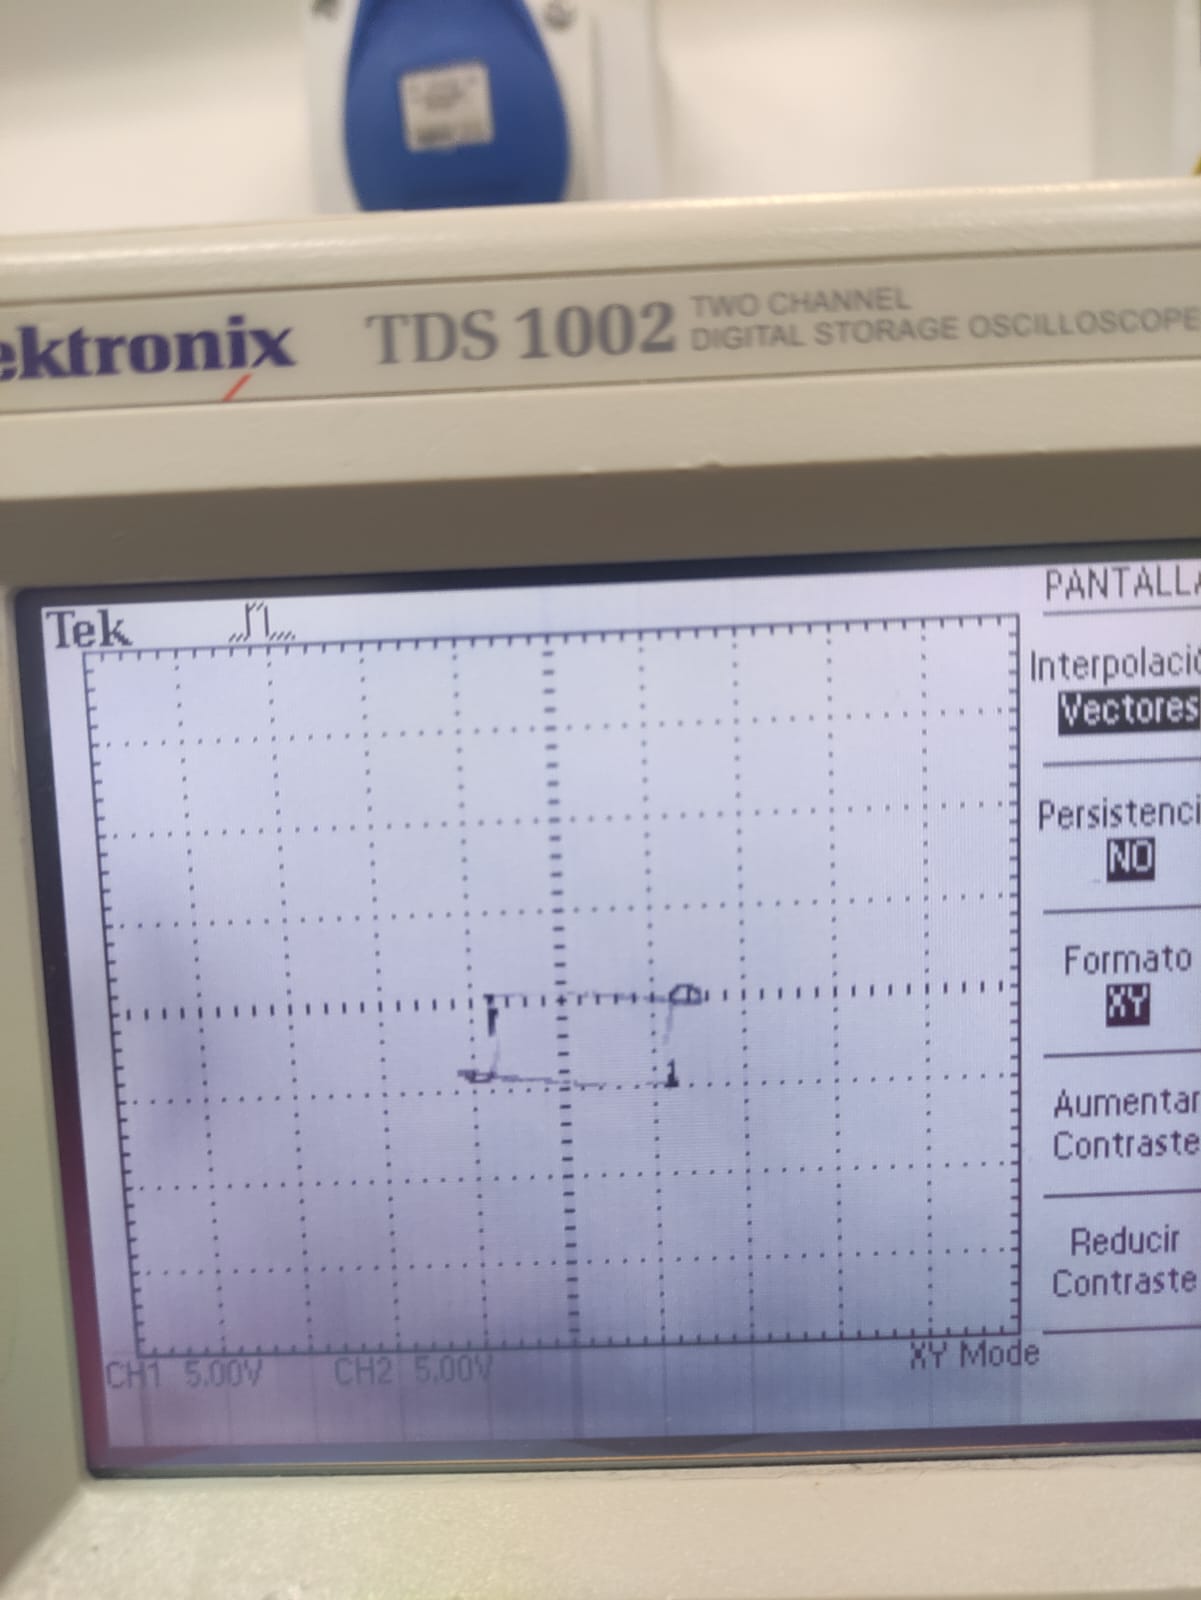 ektronix TDS 1002 TWO CHANNEL
DIGITAL STORAGE OSCILLOSCOPE
Tek
PANTALLA
Interpolació
Vectores
Persistenci
NO
Formato
XY
Aumentar
Contraste
Reducir
Contraste
1
CH1 5.00V CH2 5.00V XY Mode